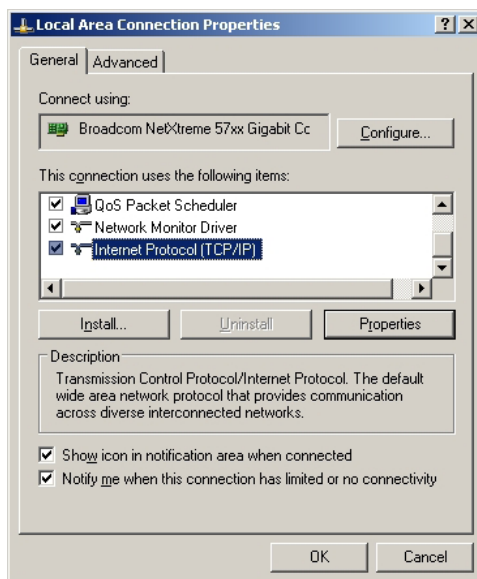 Local Area Connection Properties
General
Advanced
Connect using:
Broadcom NetXtreme 57xx Gigabit Cc
Configure...
This connection uses the following items:
QoS Packet Scheduler
Network Monitor Driver
Internet Protocol (TCP/IP)
Install...
Uninstall
Properties
Description
Transmission Control Protocol/Internet Protocol. The default
wide area network protocol that provides communication
across diverse interconnected networks.
Show icon in notification area when connected
Notify me when this connection has limited or no connectivity
OK
Cancel